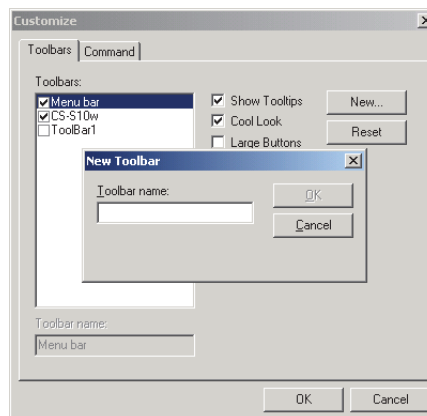 Customize
Toolbars Command
Toolbars:
Menu bar
CS-S10w
ToolBar1
Show Tooltips
Cool Look
Large Buttons
New...
Reset
New Toolbar
Toolbar name:
OK
Cancel
Toolbar name:
Menu bar
OK Cancel